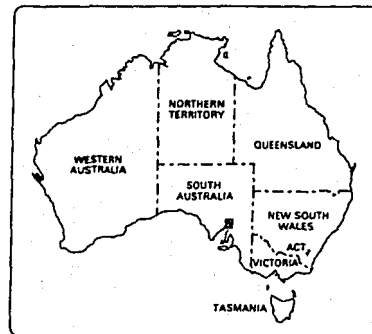 NORTHERN
TERRITORY
QUEENSLAND
WESTERN
AUSTRALIA
SOUTH
AUSTRALIA
NEW SOUTH
WALES
ACT
VICTORIA
TASMANIA